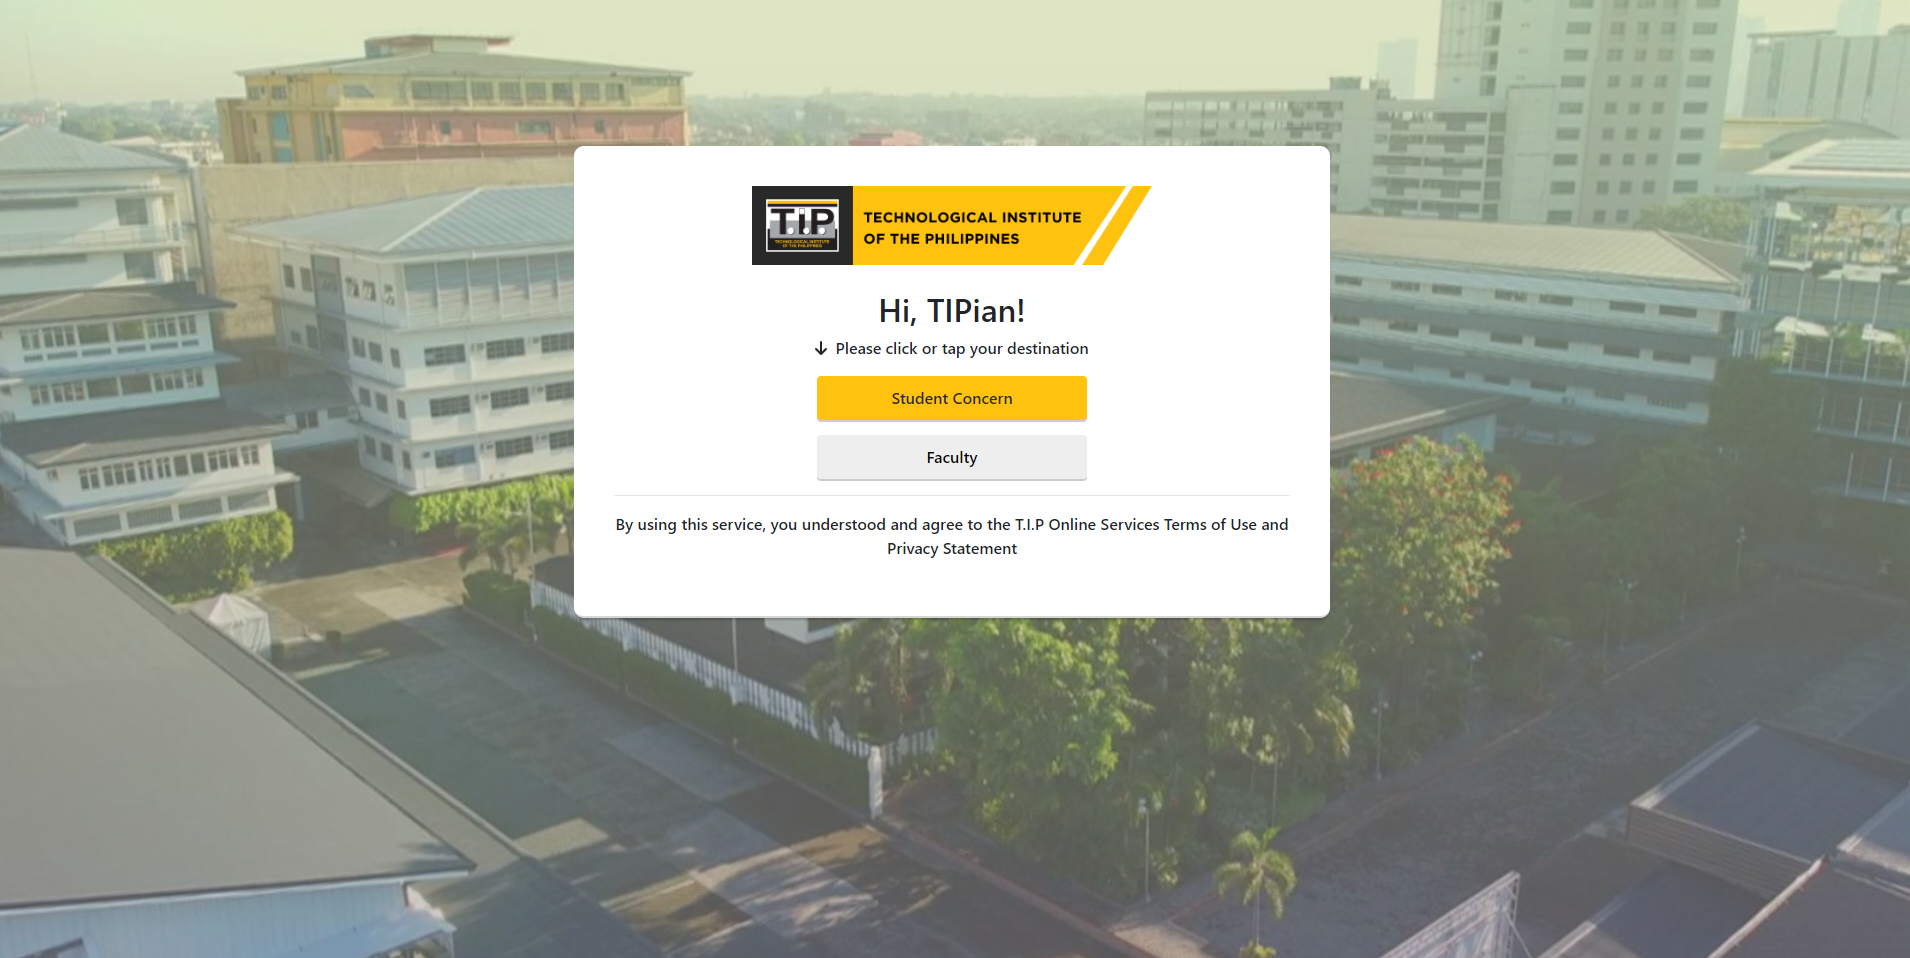 T.I.P.
TECHNOLOGICAL INSTITUTE
OF THE PHILIPPINES
TECHNOLOGICAL INSTITUTE
OF THE PHILIPPINES
Hi, TIPian!
Please click or tap your destination
Student Concern
Faculty
By using this service, you understood and agree to the T.I.P Online Services Terms of Use and
Privacy Statement